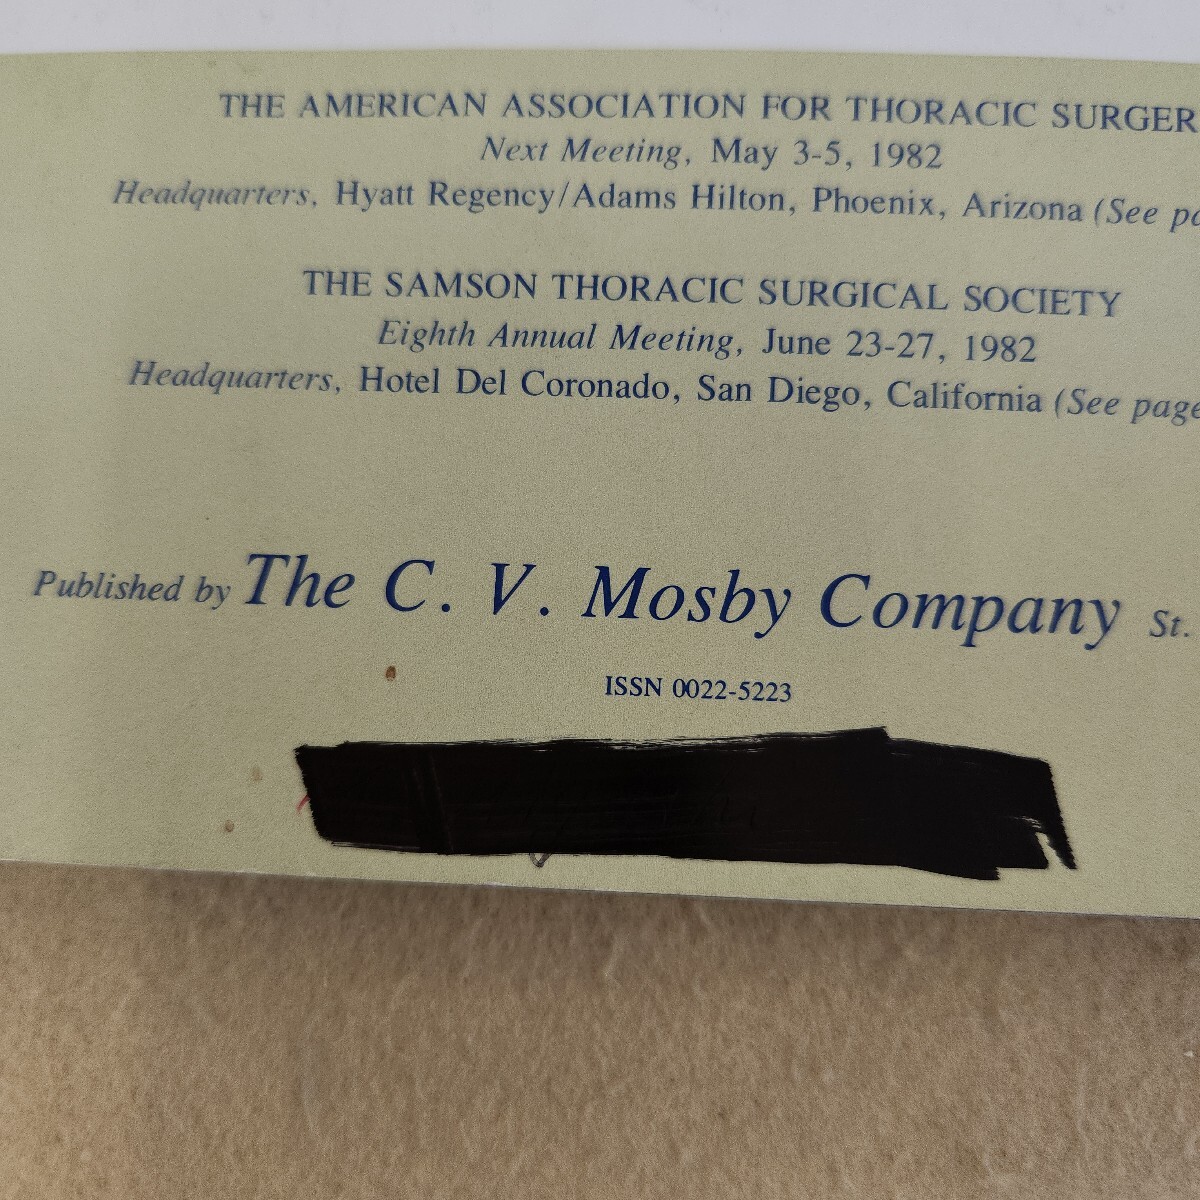 THE AMERICAN ASSOCIATION FOR THORACIC SURGER
Next Meeting, May 3-5, 1982
Headquarters, Hyatt Regency/Adams Hilton, Phoenix, Arizona (See pa
THE SAMSON THORACIC SURGICAL SOCIETY
Eighth Annual Meeting, June 23-27, 1982
Headquarters, Hotel Del Coronado, San Diego, California (See page
Published by The C. V. Mosby Company St.
ISSN 0022-5223